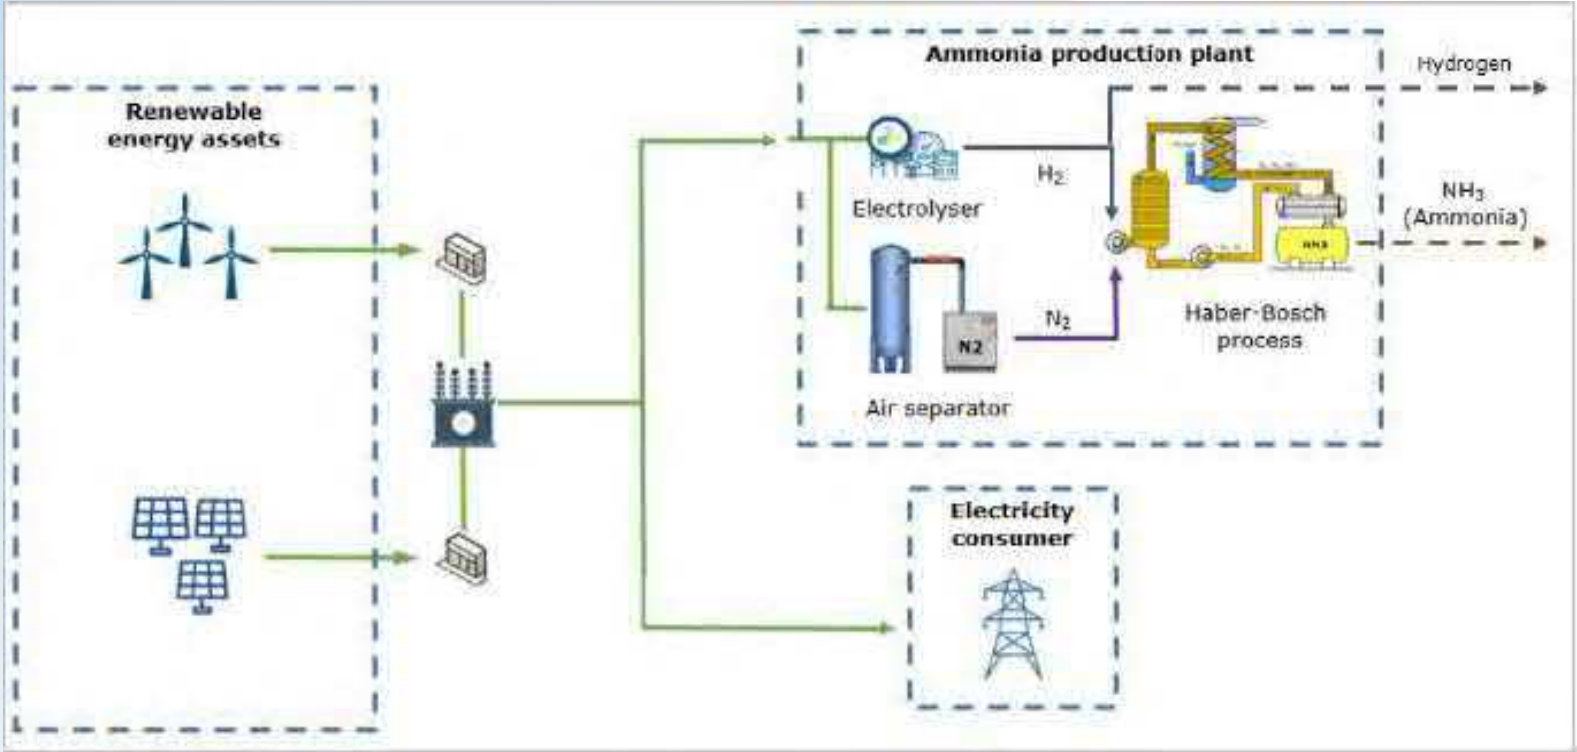 Renewable
energy assets
Ammonia production plant
Hydrogen
H2
Electrolyser
NH3
(Ammonia)
NH3
Haber-Bosch
process
N2
N2
Air separator
Electricity
consumer